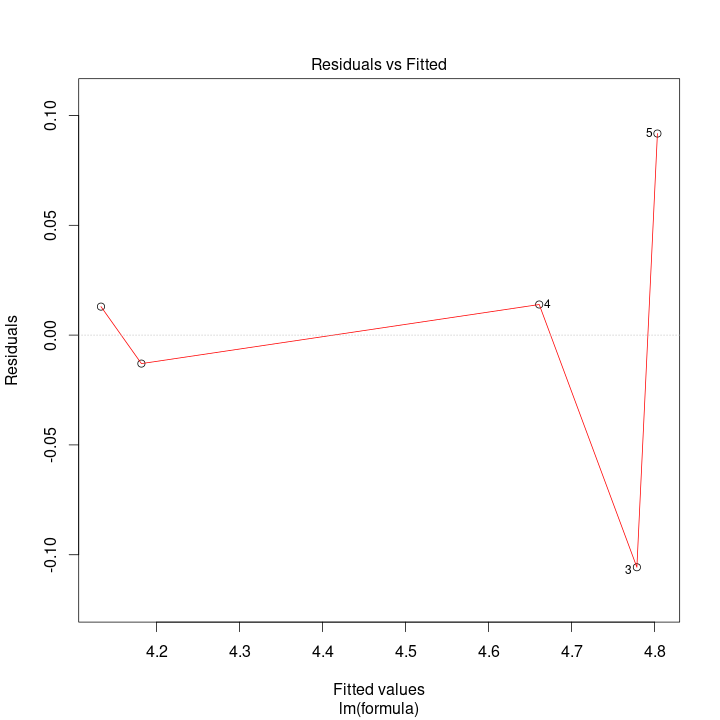 Residuals vs Fitted
0.10
0.05
0.00
-0.05
-0.10
Residuals
5
4
3
4.2 4.3 4.4 4.5 4.6 4.7 4.8
Fitted values
lm(formula)